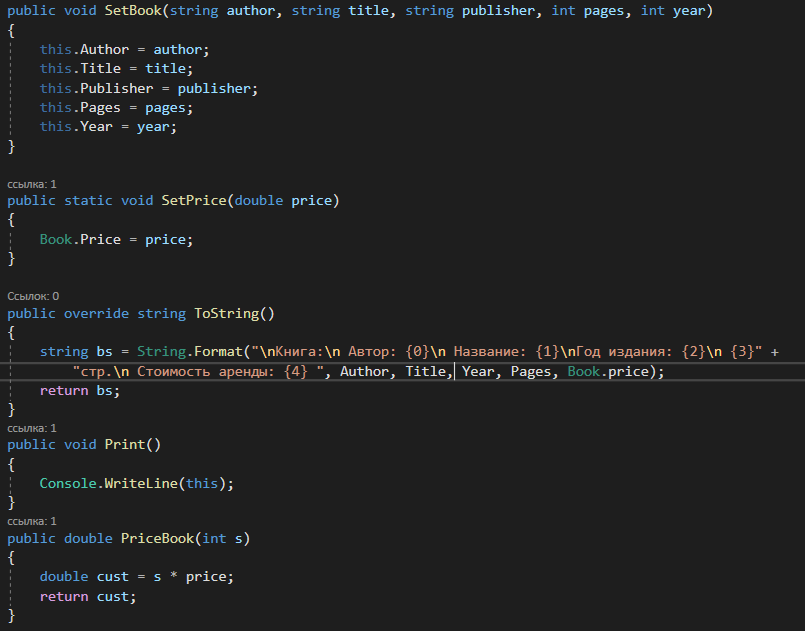 public void SetBook(string author, string title, string publisher, int pages, int year)
{
    this.Author = author;
    this.Title = title;
    this.Publisher = publisher;
    this.Pages = pages;
    this.Year = year;
}
ссылка: 1
public static void SetPrice(double price)
{
    Book.Price = price;
}
Ссылок: 0
public override string ToString()
{
    string bs = String.Format("\nКнига:\n Автор: {0}\n Название: {1}\nГод издания: {2}\n {3}" +
        "стр.\n Стоимость аренды: {4} ", Author, Title, Year, Pages, Book.price);
    return bs;
}
ссылка: 1
public void Print()
{
    Console.WriteLine(this);
}
ссылка: 1
public double PriceBook(int s)
{
    double cust = s * price;
    return cust;
}